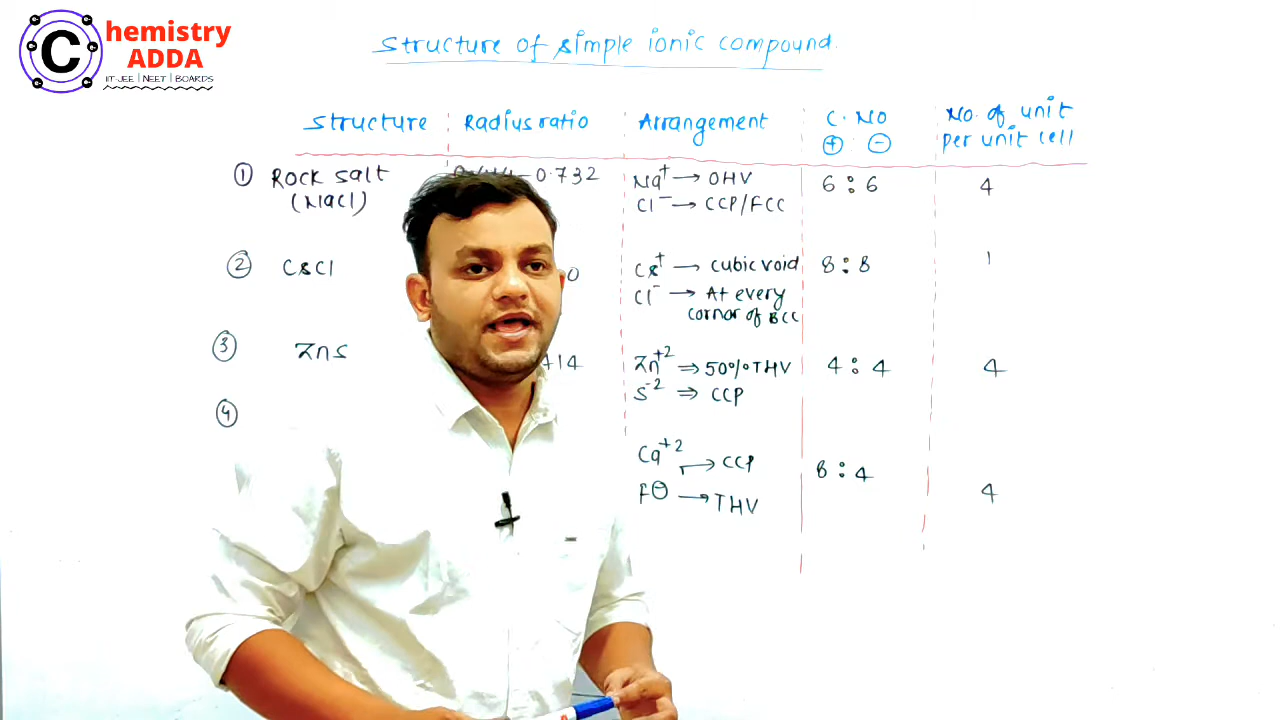 Chemistry
ADDA
IIT-JEE | NEET | BOARDS
Structure of simple ionic compound.
Structure Radius ratio Arrangement C. NO No. of unit
+ − per unit cell
① Rock salt 0.732 Na+ → OHV 6 : 6 4
(NaCl) Cl− → CCP/FCC
② CsCl 0 Cs+ → cubic void 8 : 8 1
Cl− → At every
cornor of BCC
③ ZnS 414 Zn+2 ⇒ 50% THV 4 : 4 4
S-2 ⇒ CCP
④
Ca+2 → CCP 8 : 4
F⊖ → THV 4